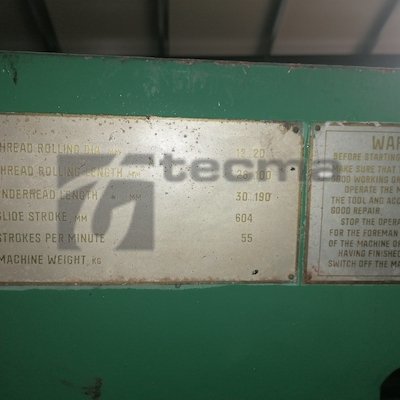 THREAD ROLLING DIA., MM 12..20
THREAD ROLLING LENGTH, MM 26..100
UNDERHEAD LENGTH, MM 30..190
SLIDE STROKE, MM 604
STROKES PER MINUTE 55
MACHINE WEIGHT, KG
tecma
WAR
BEFORE STARTING
MAKE SURE THAT
GOOD WORKING
OPERATE THE M
THE TOOL AND
GOOD REPAIR.
STOP THE OPERA
FOR THE FOREMAN
OF THE MACHINE OR
HAVING FINISHED
SWITCH OFF THE MA